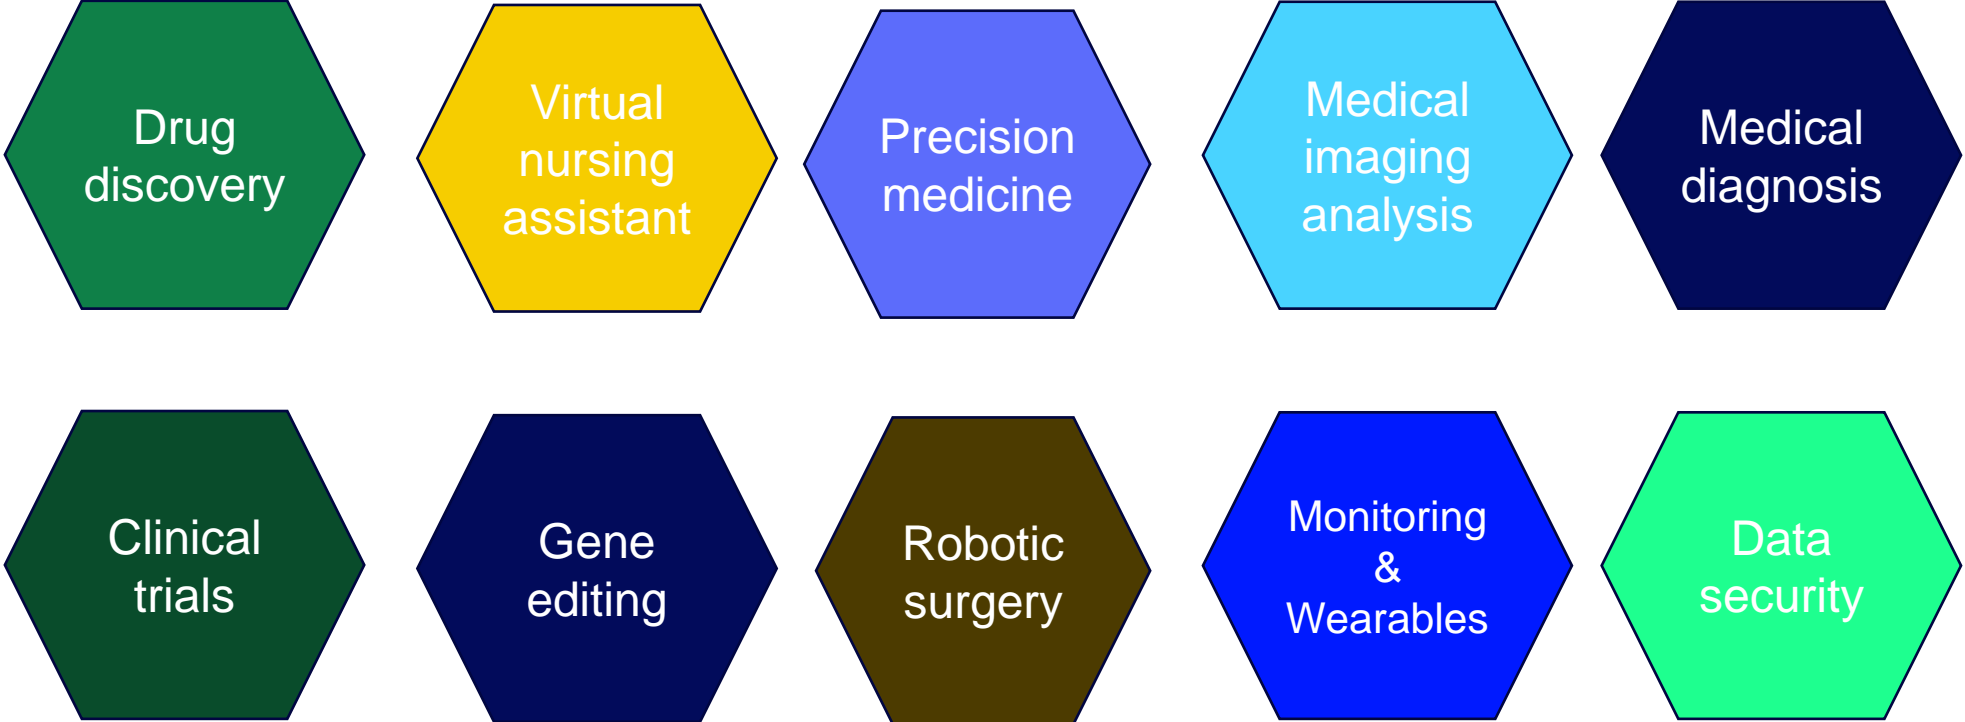 Drug
discovery
Virtual
nursing
assistant
Precision
medicine
Medical
imaging
analysis
Medical
diagnosis
Clinical
trials
Gene
editing
Robotic
surgery
Monitoring
&
Wearables
Data
security